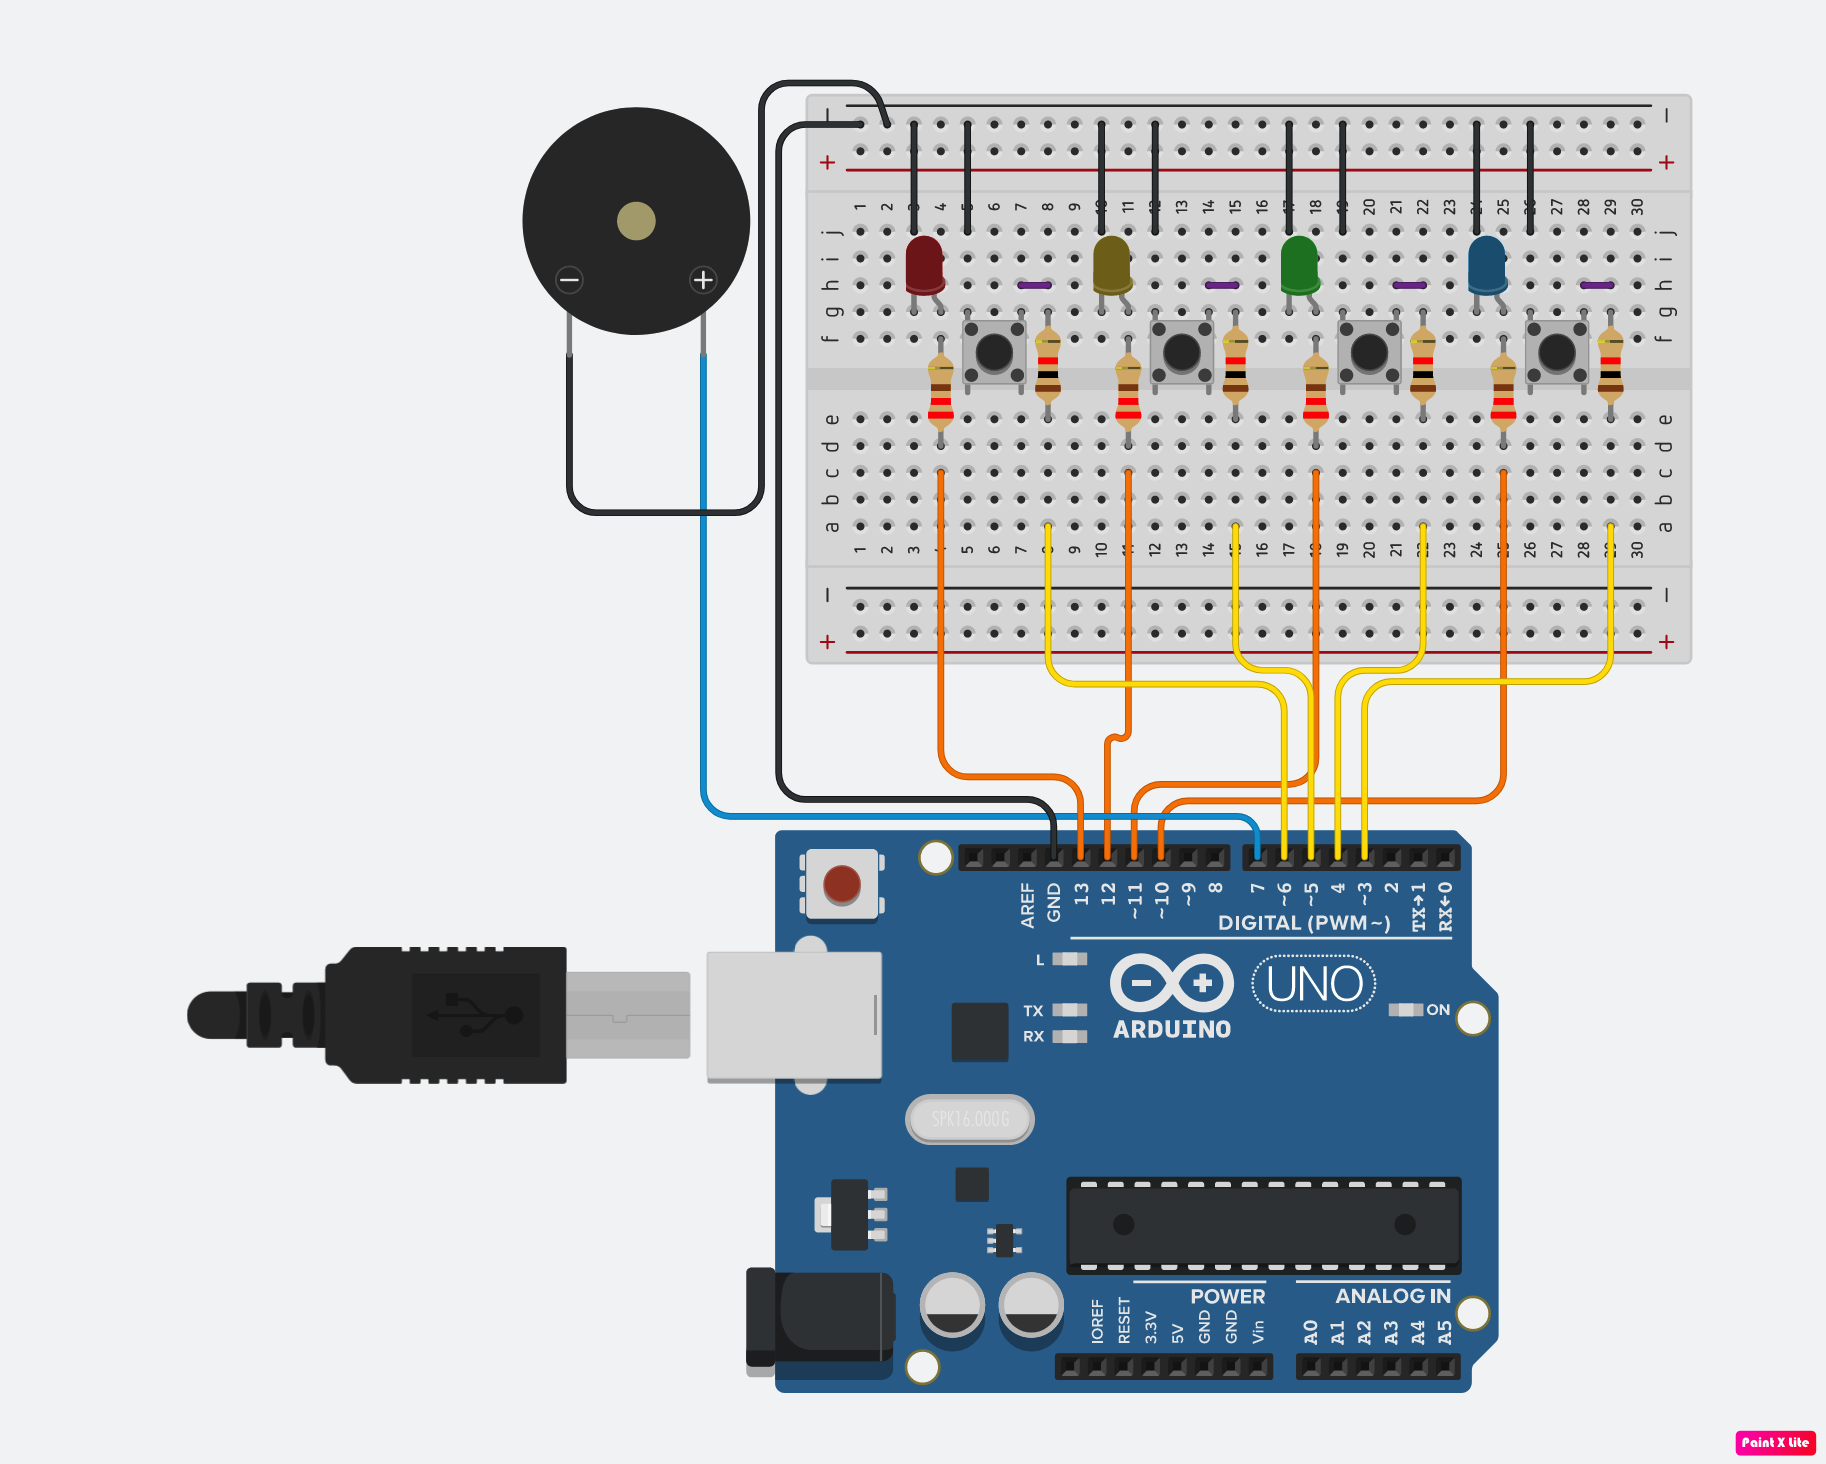 − −
+ +
1 2 3 4 5 6 7 8 9 10 11 12 13 14 15 16 17 18 19 20 21 22 23 24 25 26 27 28 29 30
j j
i i
h h
g g
f f
− +
e e
d d
c c
b b
a a
1 2 3 4 5 6 7 8 9 10 11 12 13 14 15 16 17 18 19 20 21 22 23 24 25 26 27 28 29 30
− −
+ +
AREF GND 13 12 ~11 ~10 ~9 8 7 ~6 ~5 4 ~3 2 TX→1 RX←0
DIGITAL (PWM ~)
L
TX
RX
ARDUINO
UNO
ON
SPK16.000G
POWER
ANALOG IN
IOREF RESET 3.3V 5V GND GND Vin A0 A1 A2 A3 A4 A5
Paint X Lite